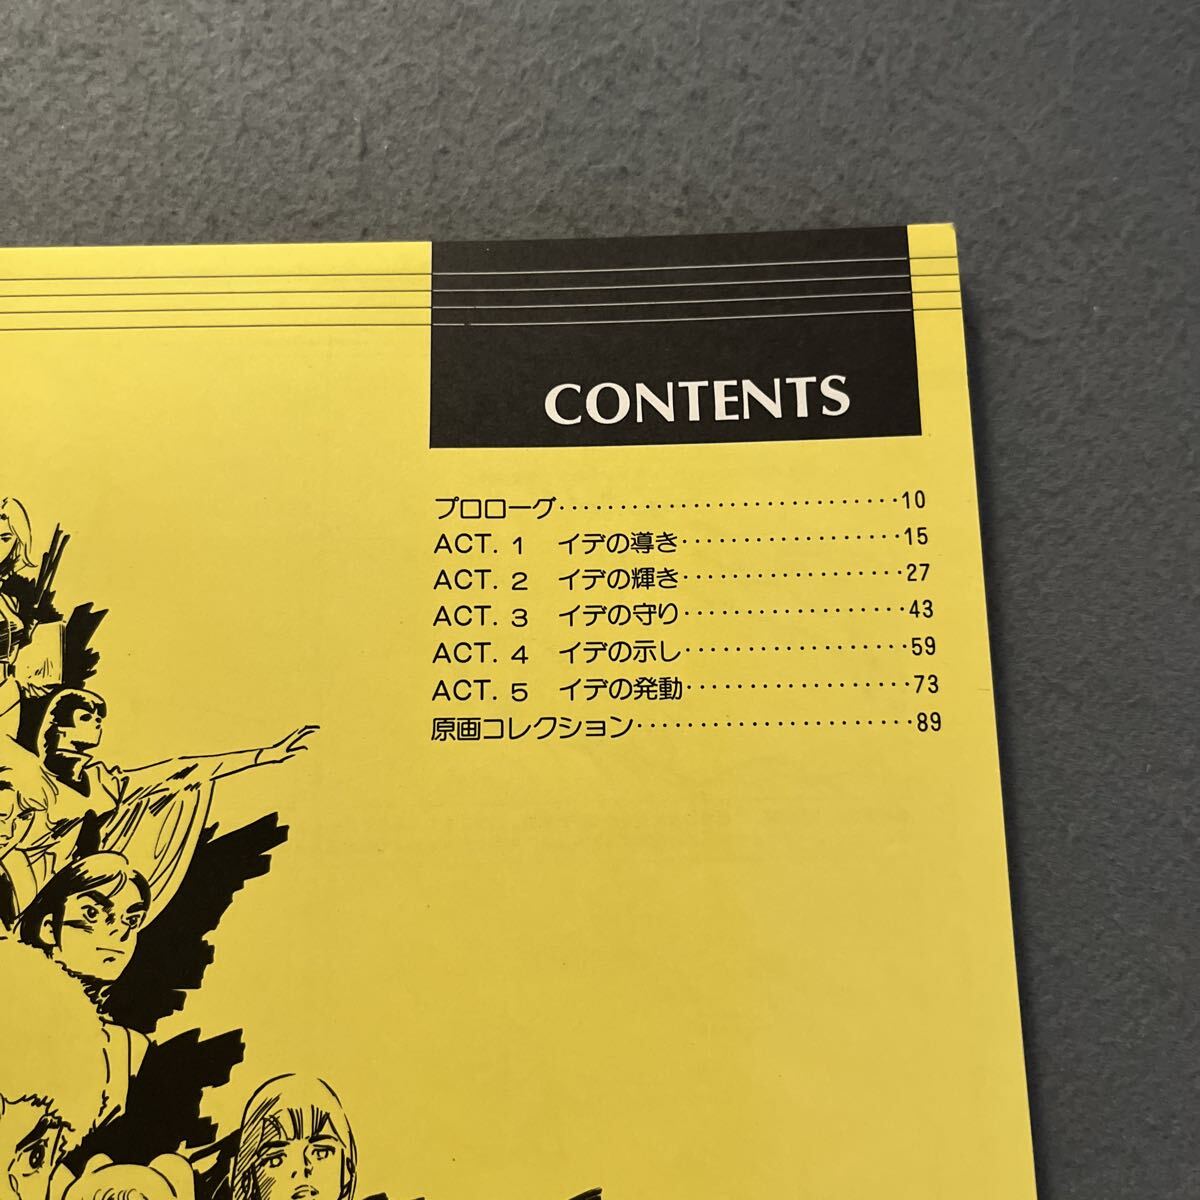 CONTENTS
プロローグ‥‥‥‥‥‥‥‥‥‥‥‥‥‥10
ACT. 1 イデの導き‥‥‥‥‥‥‥‥‥15
ACT. 2 イデの輝き‥‥‥‥‥‥‥‥‥27
ACT. 3 イデの守り‥‥‥‥‥‥‥‥‥43
ACT. 4 イデの示し‥‥‥‥‥‥‥‥‥59
ACT. 5 イデの発動‥‥‥‥‥‥‥‥‥73
原画コレクション‥‥‥‥‥‥‥‥‥‥‥89